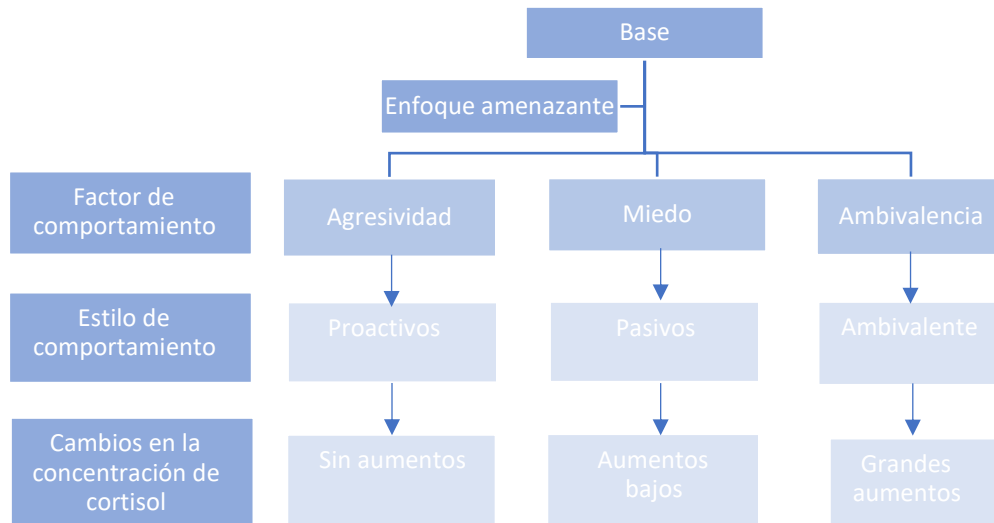 Base
Enfoque amenazante
Factor de
comportamiento
Agresividad
Miedo
Ambivalencia
Estilo de
comportamiento
Proactivos
Pasivos
Ambivalente
Cambios en la
concentración de
cortisol
Sin aumentos
Aumentos
bajos
Grandes
aumentos